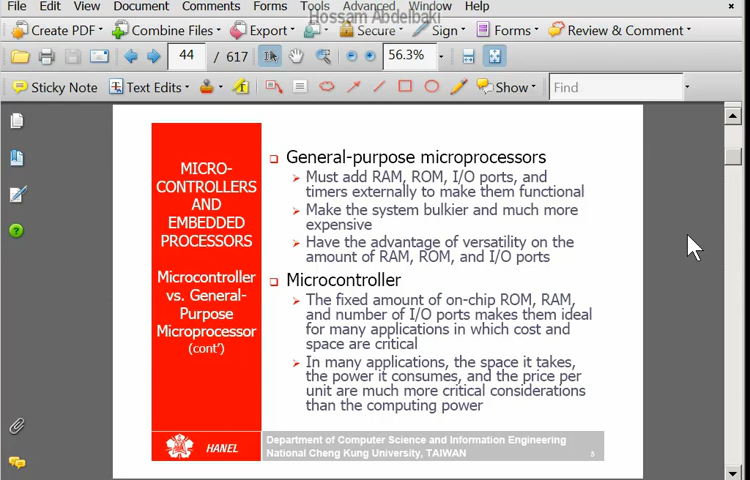 File Edit View Document Comments Forms Tools Advanced Window Help
Hossam Abdelbaki
Create PDF Combine Files Export Secure Sign Forms Review & Comment
44 / 617 56.3%
Sticky Note Text Edits Show Find
MICRO-
CONTROLLERS
AND
EMBEDDED
PROCESSORS
Microcontroller
vs. General-
Purpose
Microprocessor
(cont')
General-purpose microprocessors
Must add RAM, ROM, I/O ports, and
timers externally to make them functional
Make the system bulkier and much more
expensive
Have the advantage of versatility on the
amount of RAM, ROM, and I/O ports
Microcontroller
The fixed amount of on-chip ROM, RAM,
and number of I/O ports makes them ideal
for many applications in which cost and
space are critical
In many applications, the space it takes,
the power it consumes, and the price per
unit are much more critical considerations
than the computing power
HANEL
Department of Computer Science and Information Engineering
National Cheng Kung University, TAIWAN